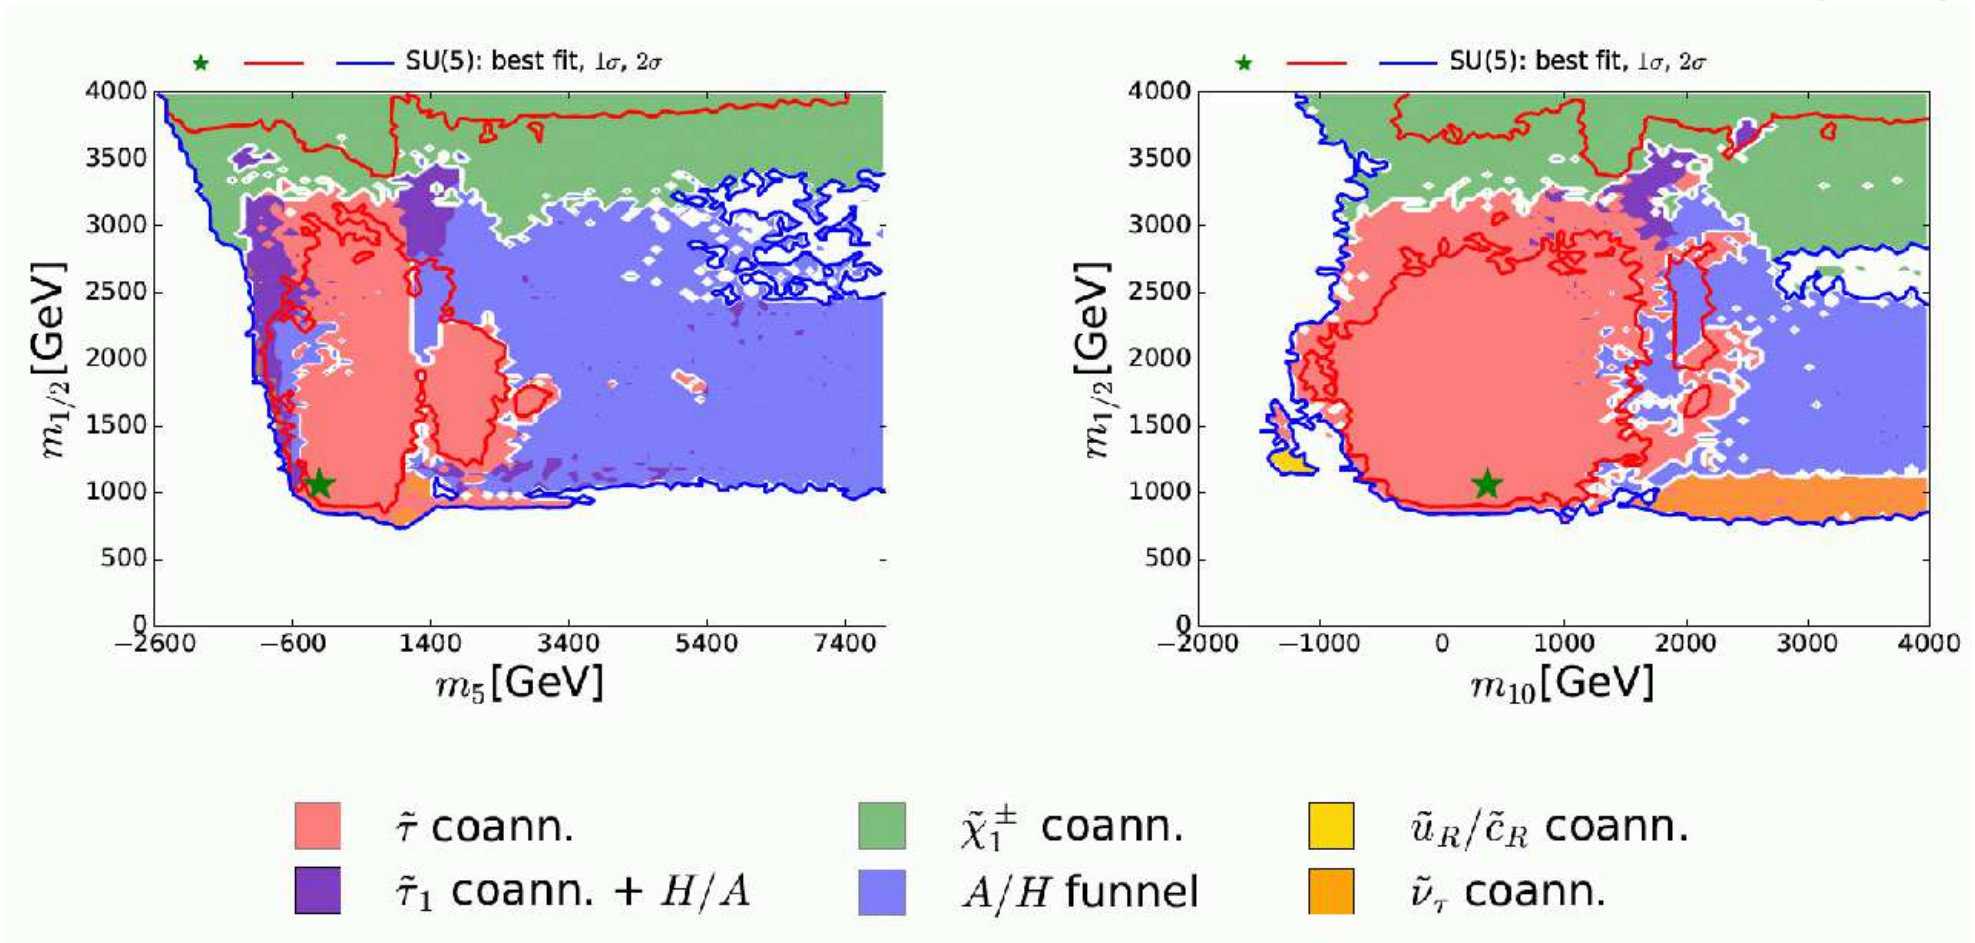 ★ — — SU(5): best fit, 1σ, 2σ
4000
3500
3000
2500
2000
1500
1000
500
0
m₁/₂[GeV]
−2600 −600 1400 3400 5400 7400
m₅[GeV]
★ — — SU(5): best fit, 1σ, 2σ
4000
3500
3000
2500
2000
1500
1000
500
0
m₁/₂[GeV]
−2000 −1000 0 1000 2000 3000 4000
m₁₀[GeV]
τ̃ coann.
χ̃₁± coann.
ũ_R/c̃_R coann.
τ̃₁ coann. + H/A
A/H funnel
ν̃_τ coann.